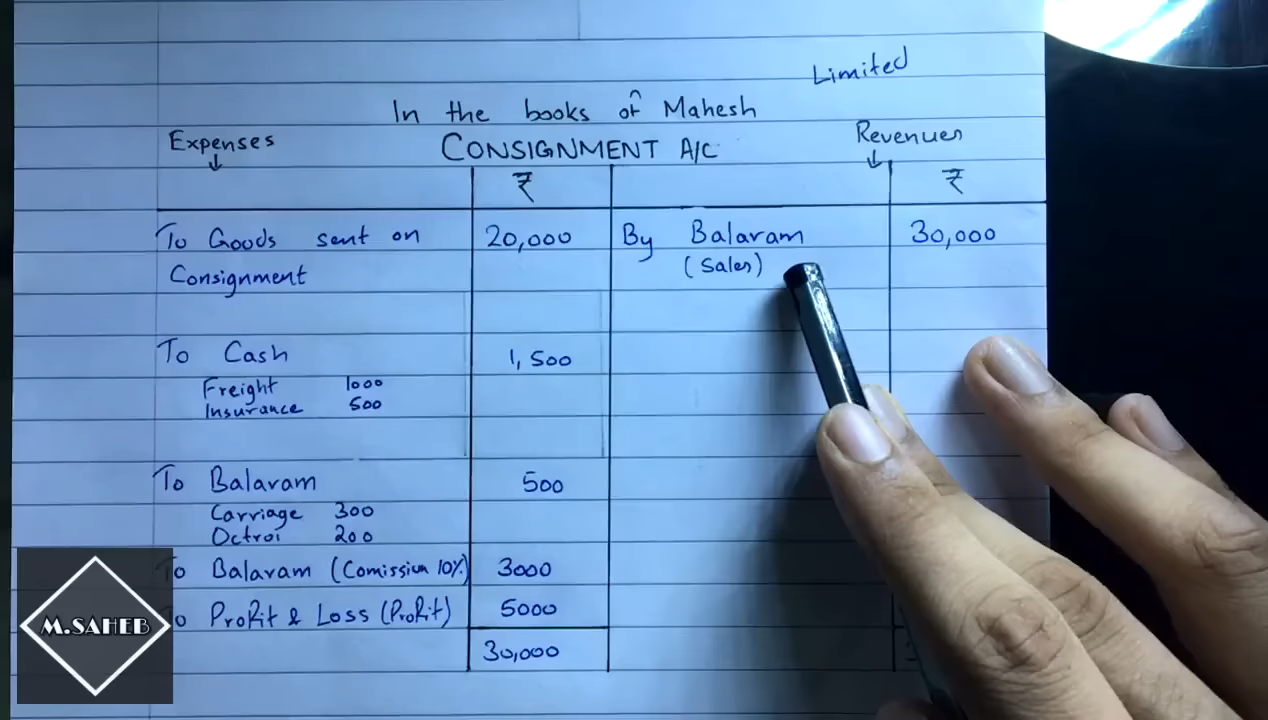 Limited
In the books of ^ Mahesh
Expenses
CONSIGNMENT A/C
Revenues
↓
↓
₹
₹
To Goods sent on 20,000 By Balaram 30,000
Consignment (Sales)
To Cash 1,500
Freight 1000
Insurance 500
To Balaram 500
Carriage 300
Octroi 200
To Balaram (Comission 10%) 3000
To Profit & Loss (Profit) 5000
30,000
M.SAHEB